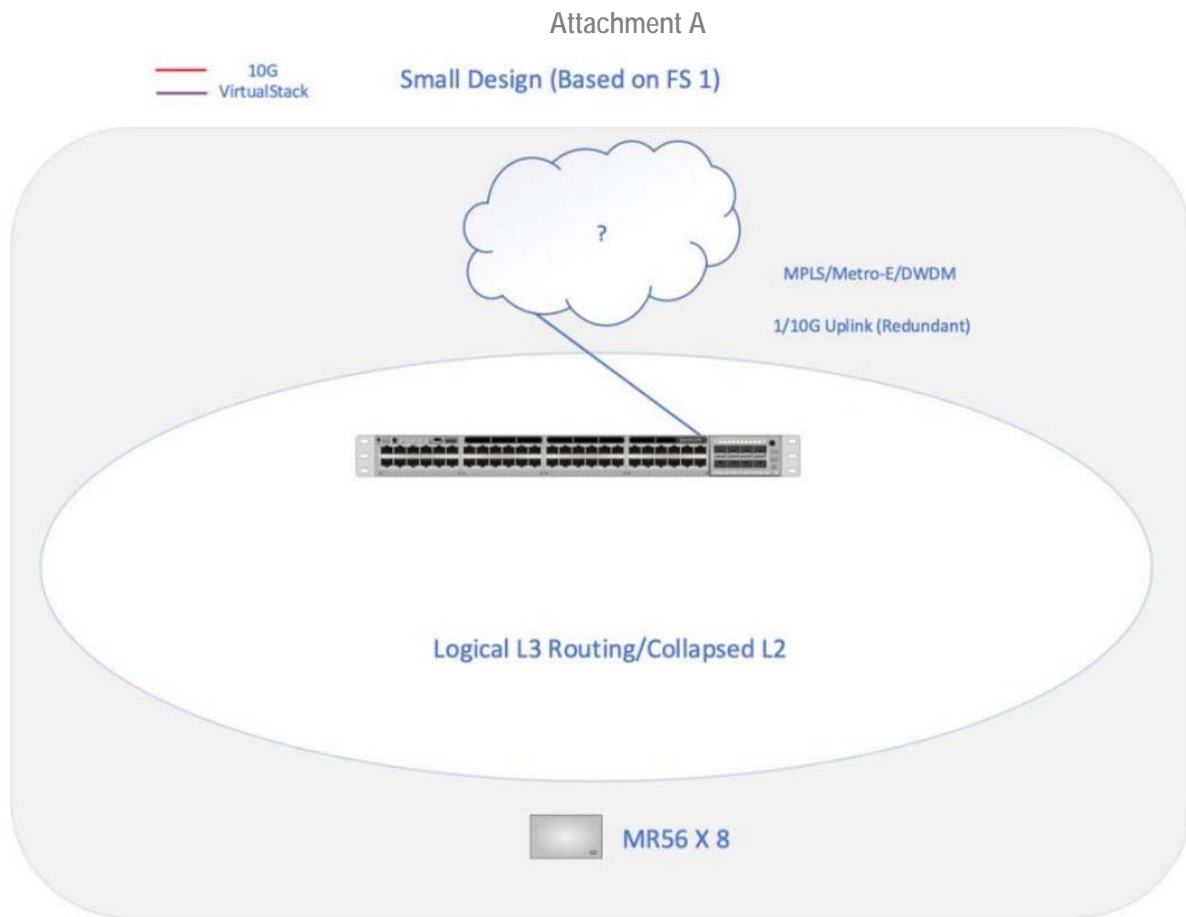 Attachment A
10G
VirtualStack
Small Design (Based on FS 1)
?
MPLS/Metro-E/DWDM
1/10G Uplink (Redundant)
Logical L3 Routing/Collapsed L2
MR56 X 8